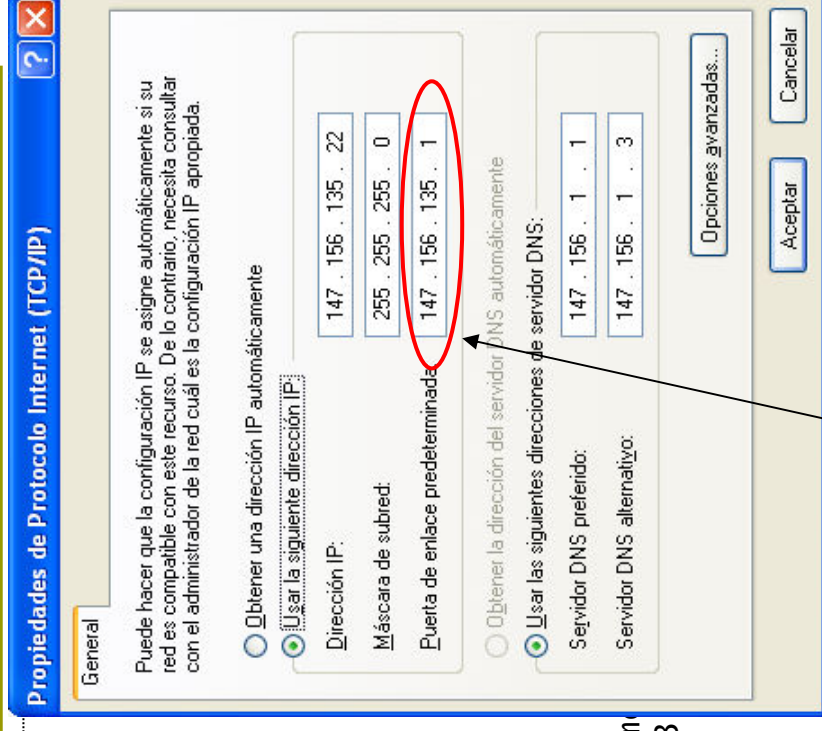 Propiedades de Protocolo Internet (TCP/IP)
General
Puede hacer que la configuración IP se asigne automáticamente si su
red es compatible con este recurso. De lo contrario, necesita consultar
con el administrador de la red cuál es la configuración IP apropiada.
Obtener una dirección IP automáticamente
Usar la siguiente dirección IP:
Dirección IP: 147 . 156 . 135 . 22
Máscara de subred: 255 . 255 . 255 . 0
Puerta de enlace predeterminada: 147 . 156 . 135 . 1
Obtener la dirección del servidor DNS automáticamente
Usar las siguientes direcciones de servidor DNS:
Servidor DNS preferido: 147 . 156 . 1 . 1
Servidor DNS alternativo: 147 . 156 . 1 . 3
Opciones avanzadas...
Aceptar
Cancelar